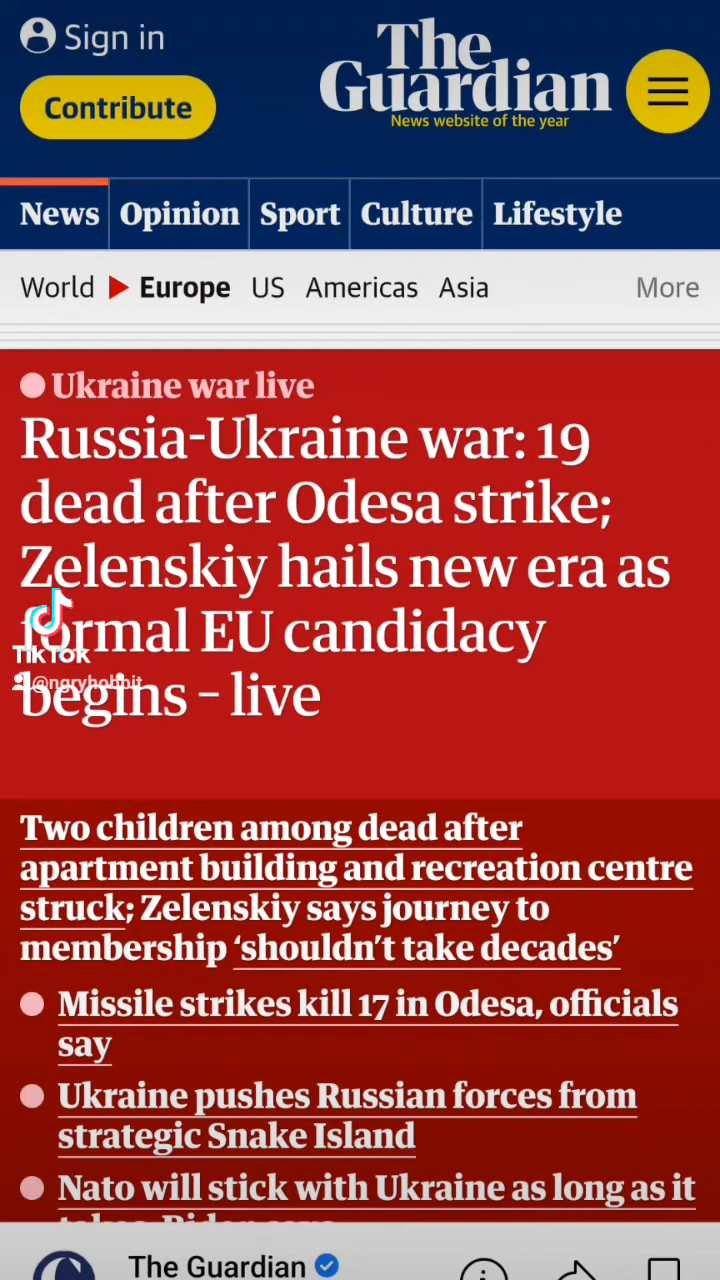 Sign in
Contribute
The
Guardian
News website of the year
News Opinion Sport Culture Lifestyle
World Europe US Americas Asia More
Ukraine war live
Russia-Ukraine war: 19
dead after Odesa strike;
Zelenskiy hails new era as
formal EU candidacy
TikTok
@ngryhobbit
begins – live
Two children among dead after
apartment building and recreation centre
struck; Zelenskiy says journey to
membership ‘shouldn’t take decades’
Missile strikes kill 17 in Odesa, officials
say
Ukraine pushes Russian forces from
strategic Snake Island
Nato will stick with Ukraine as long as it
takes, Biden says
The Guardian